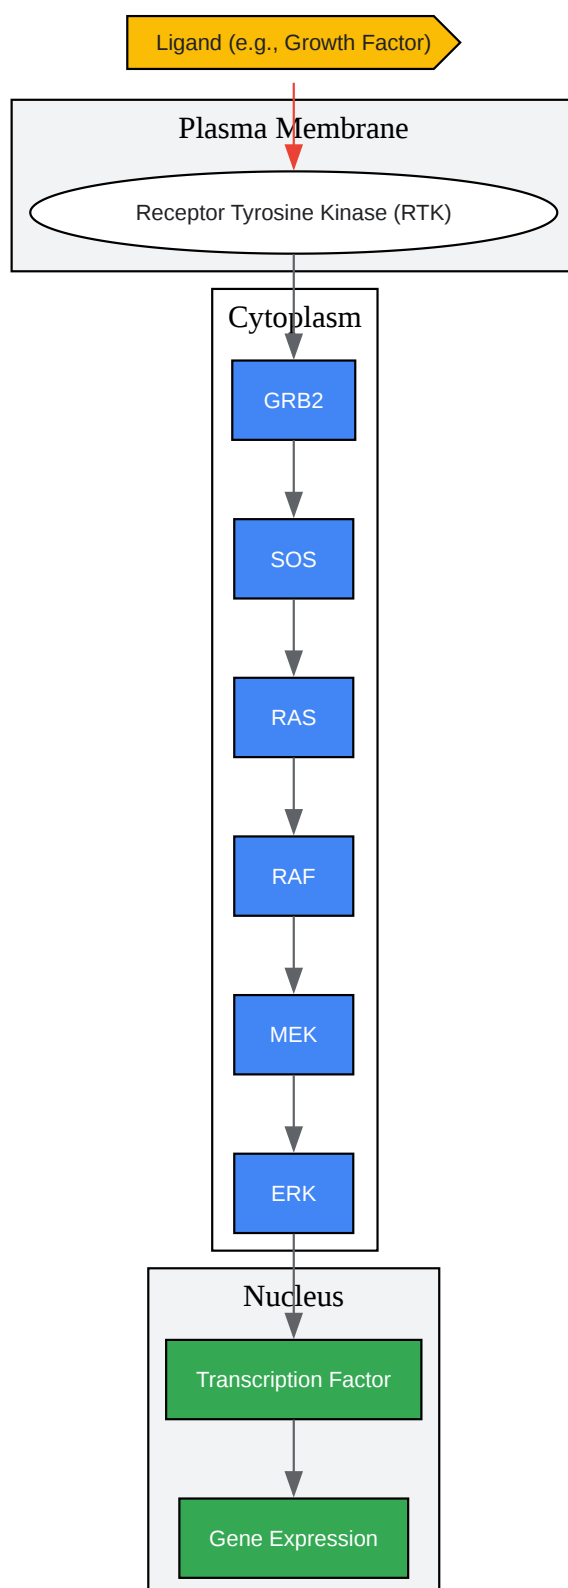 Ligand (e.g., Growth Factor)
Plasma Membrane
Receptor Tyrosine Kinase (RTK)
Cytoplasm
GRB2
SOS
RAS
RAF
MEK
ERK
Nucleus
Transcription Factor
Gene Expression